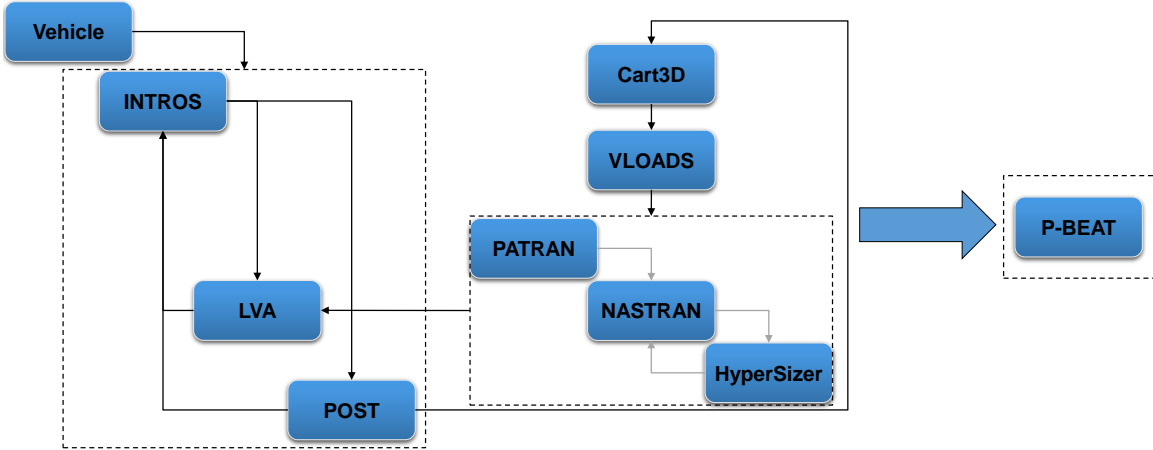 Vehicle
INTROS
LVA
POST
Cart3D
VLOADS
PATRAN
NASTRAN
HyperSizer
P-BEAT